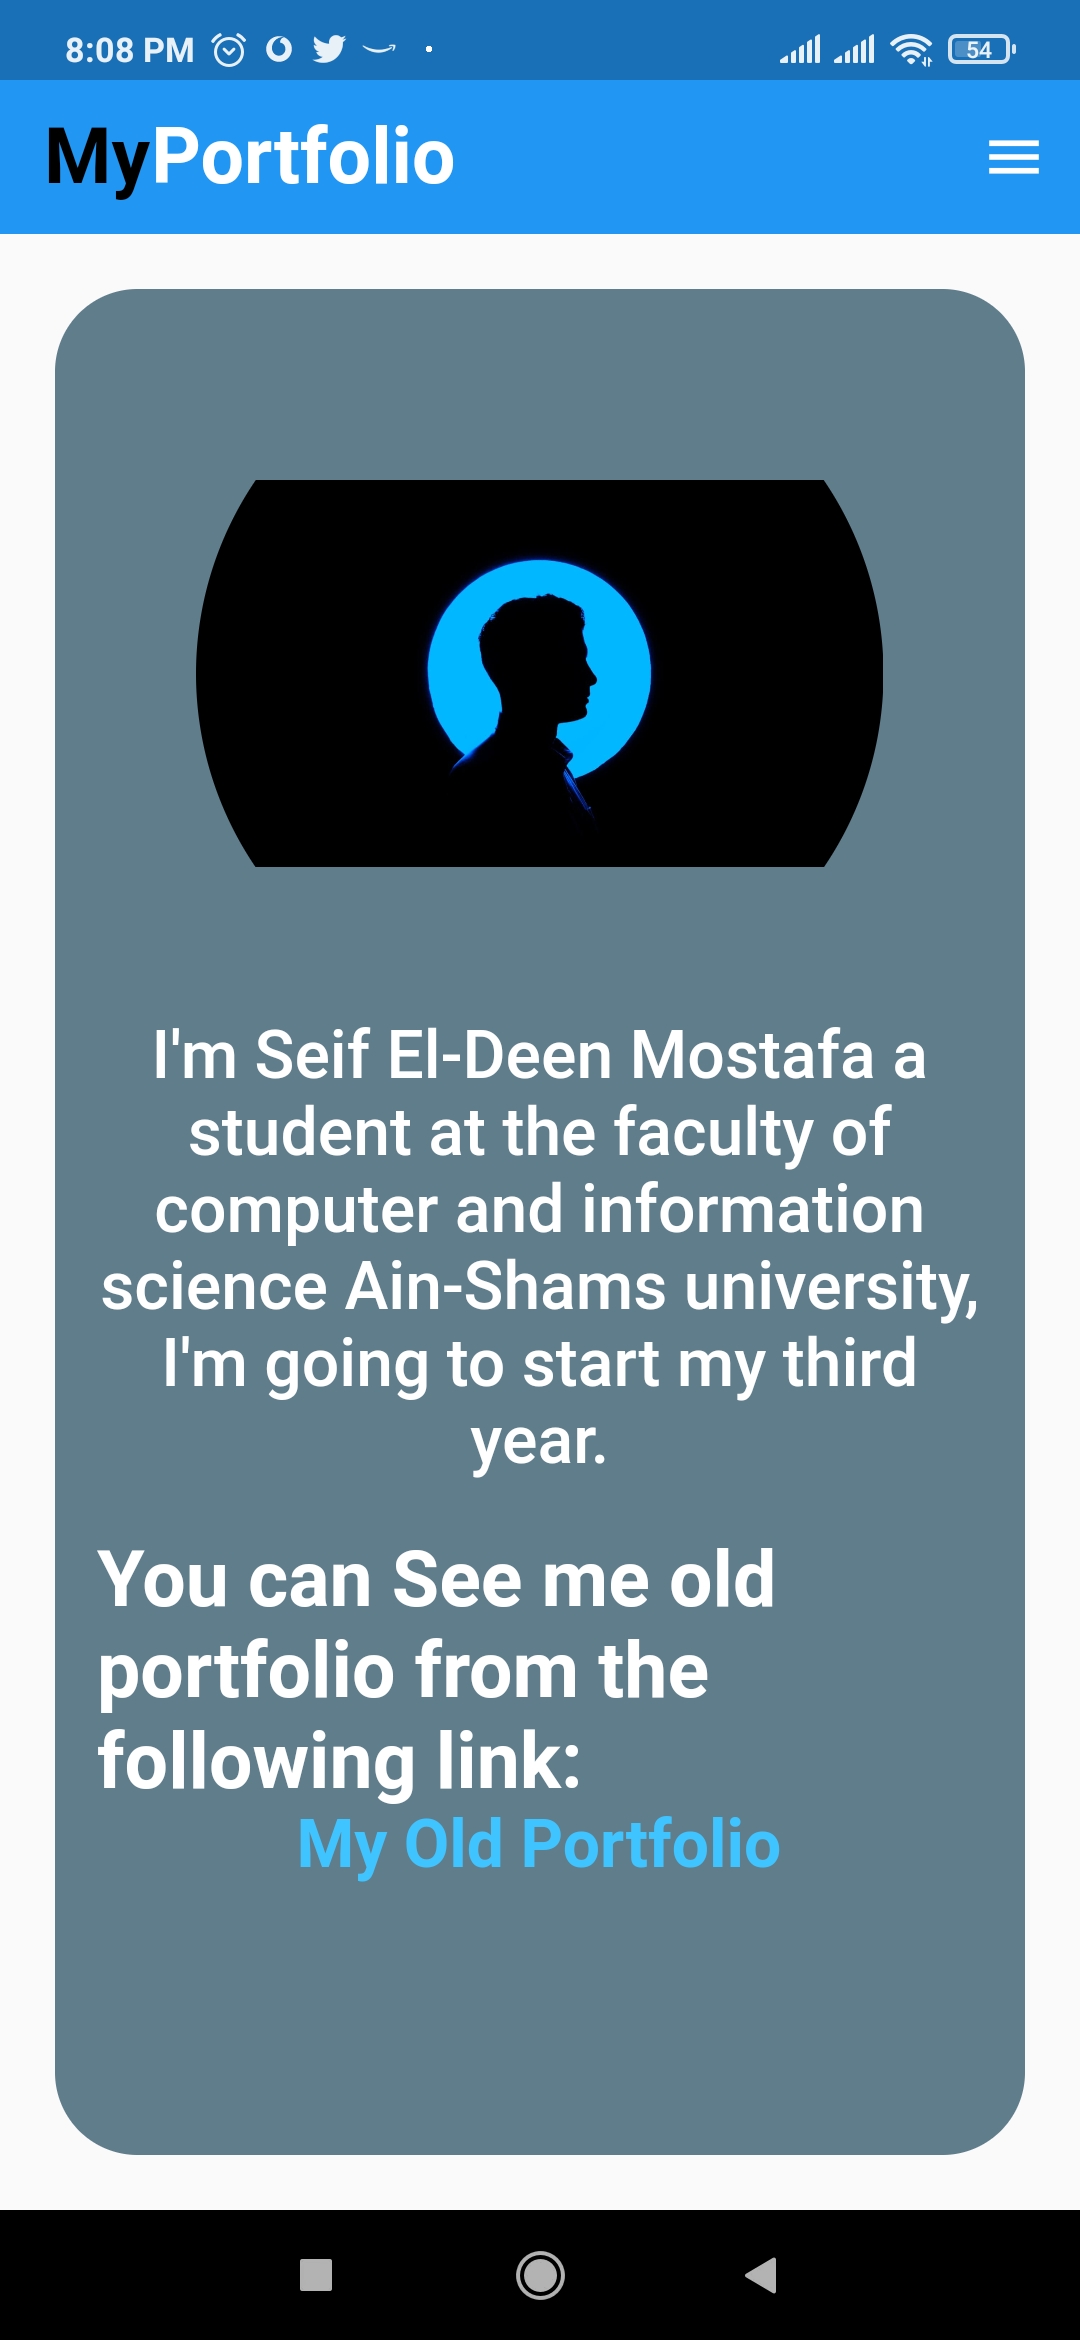 8:08 PM
54
MyPortfolio
I'm Seif El-Deen Mostafa a
student at the faculty of
computer and information
science Ain-Shams university,
I'm going to start my third
year.
You can See me old
portfolio from the
following link:
My Old Portfolio